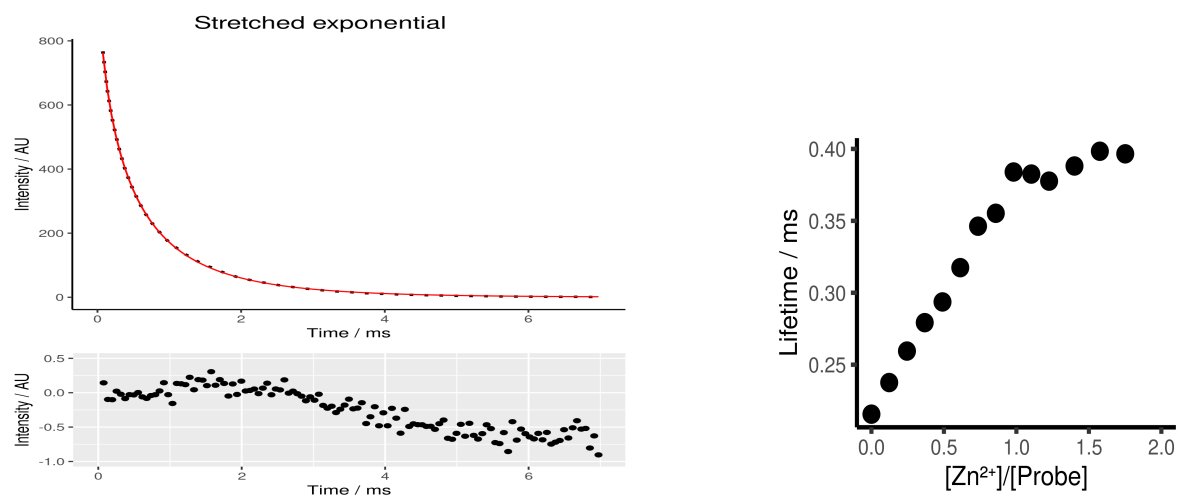 Stretched exponential
800
600
400
200
0
Intensity / AU
0 2 4 6
Time / ms
0.5
0.0
-0.5
-1.0
Intensity / AU
0 2 4 6
Time / ms
0.40
0.35
0.30
0.25
Lifetime / ms
0.0 0.5 1.0 1.5 2.0
[Zn²⁺]/[Probe]